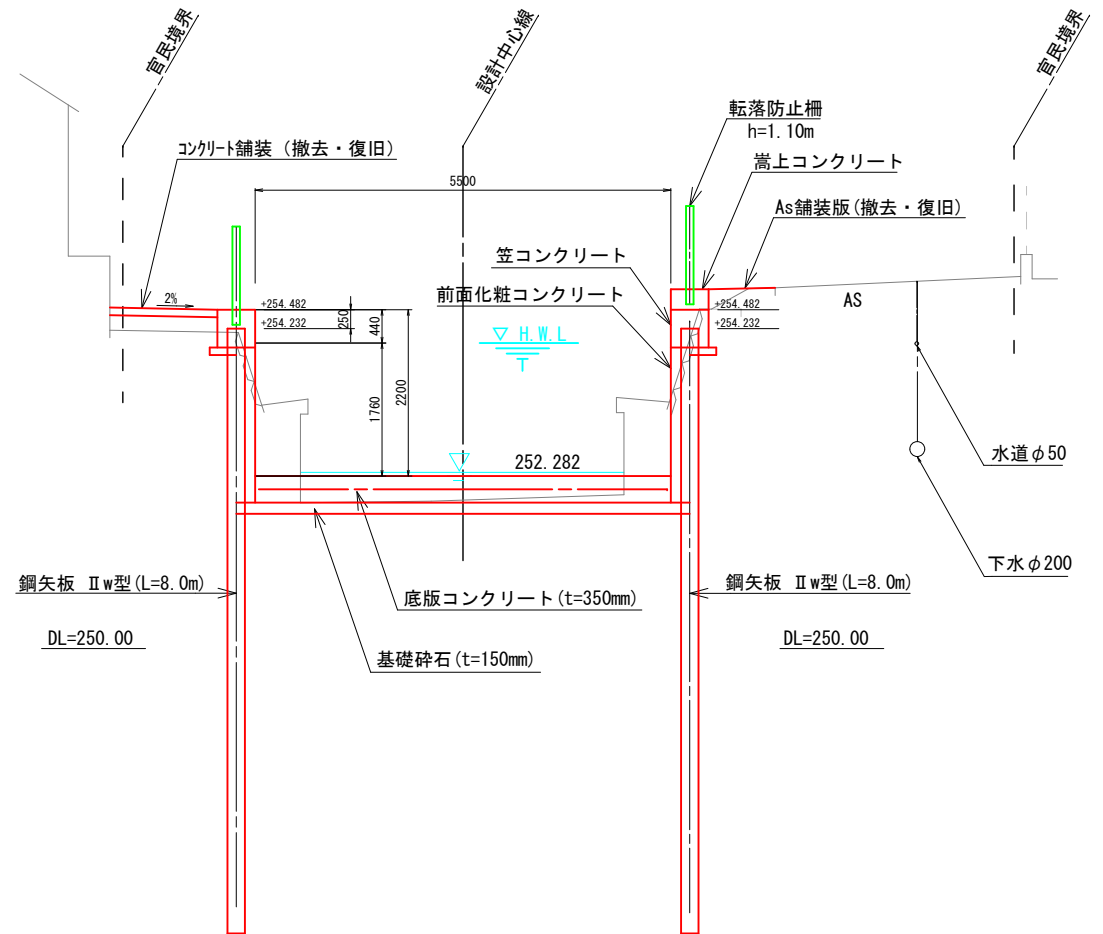 官民境界
設計中心線
官民境界
転落防止柵
h=1.10m
コンクリート舗装（撤去・復旧）
嵩上コンクリート
5500
As舗装版(撤去・復旧)
笠コンクリート
前面化粧コンクリート
2%
+254.482
+254.232
250
440
1760
2200
▽ H.W.L
+254.482
+254.232
AS
252.282
水道φ50
下水φ200
鋼矢板 Ⅱw型(L=8.0m)
底版コンクリート(t=350mm)
鋼矢板 Ⅱw型(L=8.0m)
DL=250.00
基礎砕石(t=150mm)
DL=250.00